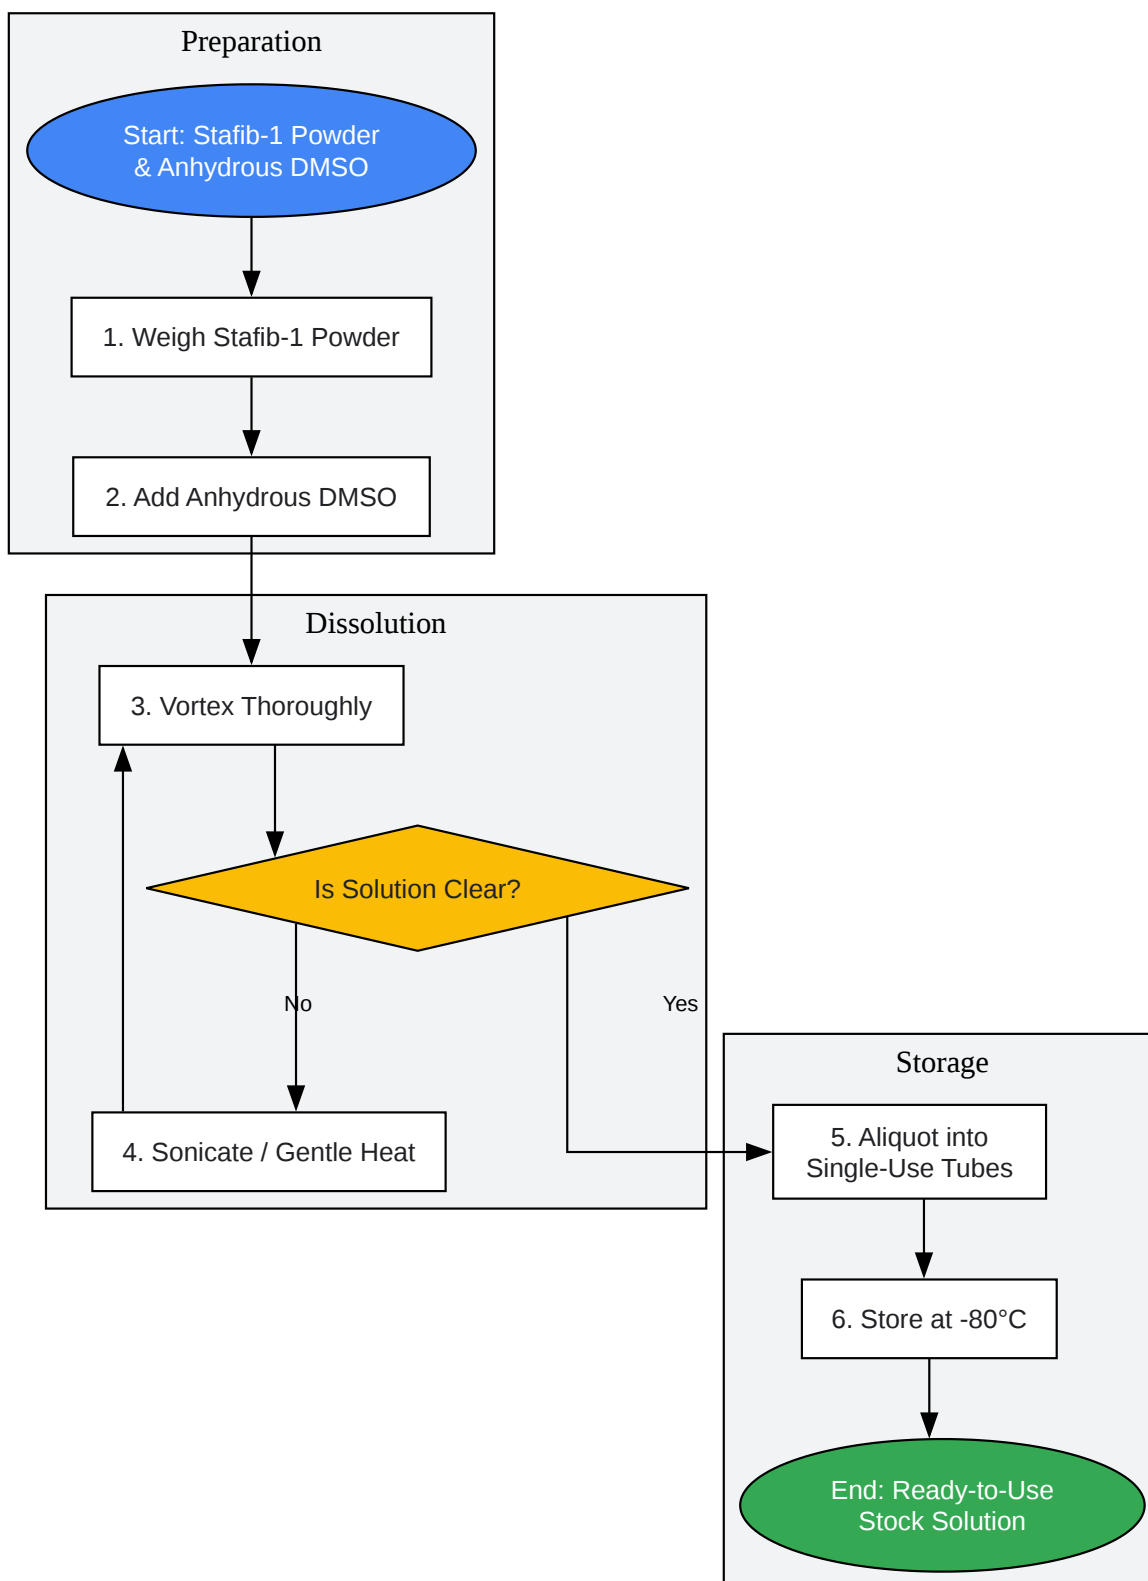 Preparation
Start: Stafib-1 Powder
& Anhydrous DMSO
1. Weigh Stafib-1 Powder
2. Add Anhydrous DMSO
Dissolution
3. Vortex Thoroughly
Is Solution Clear?
No
Yes
4. Sonicate / Gentle Heat
Storage
5. Aliquot into
Single-Use Tubes
6. Store at -80°C
End: Ready-to-Use
Stock Solution